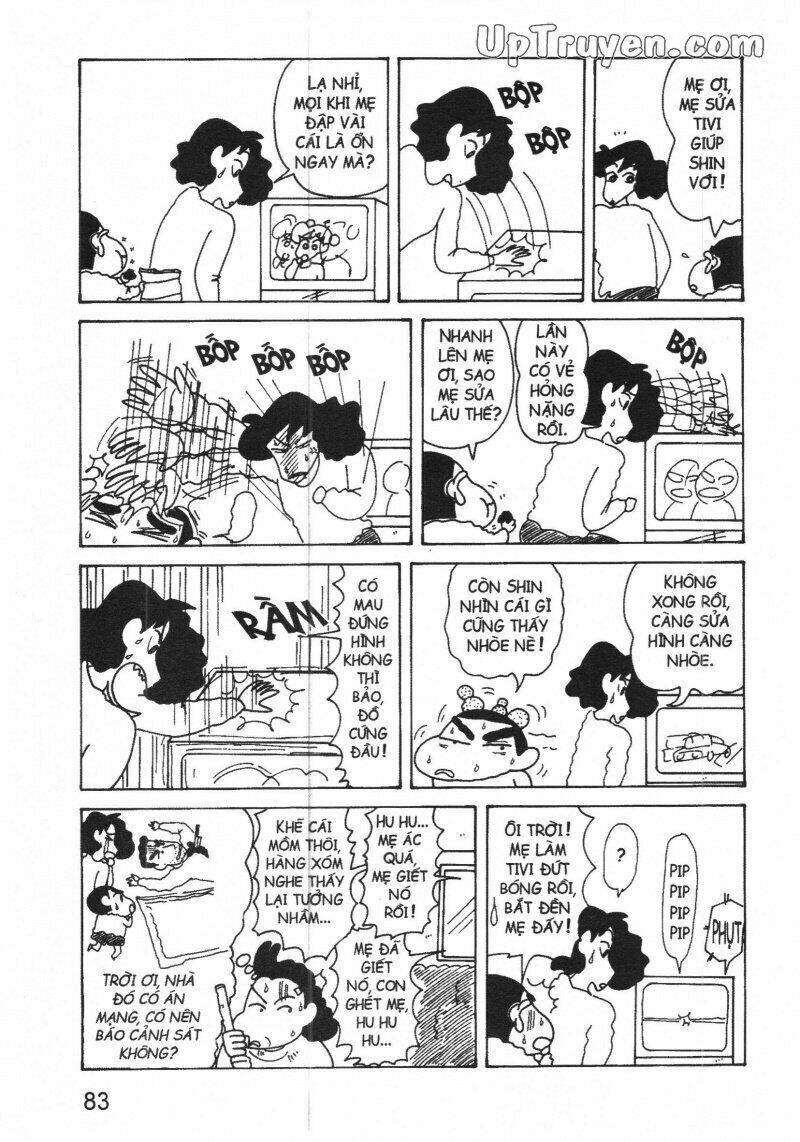 UpTruyen.com
MẸ ƠI,
MẸ SỬA
TIVI
GIÚP
SHIN
VỚI!
BỘP
BỘP
LẠ NHỈ,
MỌI KHI MẸ
ĐẬP VÀI
CÁI LÀ ỔN
NGAY MÀ?
BỘP
LẦN
NÀY
CÓ VẺ
HỎNG
NẶNG
RỒI.
NHANH
LÊN MẸ
ƠI, SAO
MẸ SỬA
LÂU THẾ?
BỐP
BỐP
BỐP
KHÔNG
XONG RỒI,
CÀNG SỬA
HÌNH CÀNG
NHÒE.
CÒN SHIN
NHÌN CÁI GÌ
CŨNG THẤY
NHÒE NÈ!
CÓ
MAU
ĐỨNG
HÌNH
KHÔNG
THÌ
BẢO,
ĐỒ
CỨNG
ĐẦU!
RẦM
PHỤT
PIP
PIP
PIP
PIP
?
ÔI TRỜI!
MẸ LÀM
TIVI ĐỨT
BÓNG RỒI,
BẮT ĐỀN
MẸ ĐẤY!
HU HU...
MẸ ÁC
QUÁ,
MẸ GIẾT
NÓ
RỒI!
KHẼ CÁI
MỒM THÔI,
HÀNG XÓM
NGHE THẤY
LẠI TƯỞNG
NHẦM...
MẸ ĐÃ
GIẾT
NÓ, CON
GHÉT MẸ,
HU HU
HU...
TRỜI ƠI, NHÀ
ĐÓ CÓ ÁN
MẠNG, CÓ NÊN
BÁO CẢNH SÁT
KHÔNG?
83